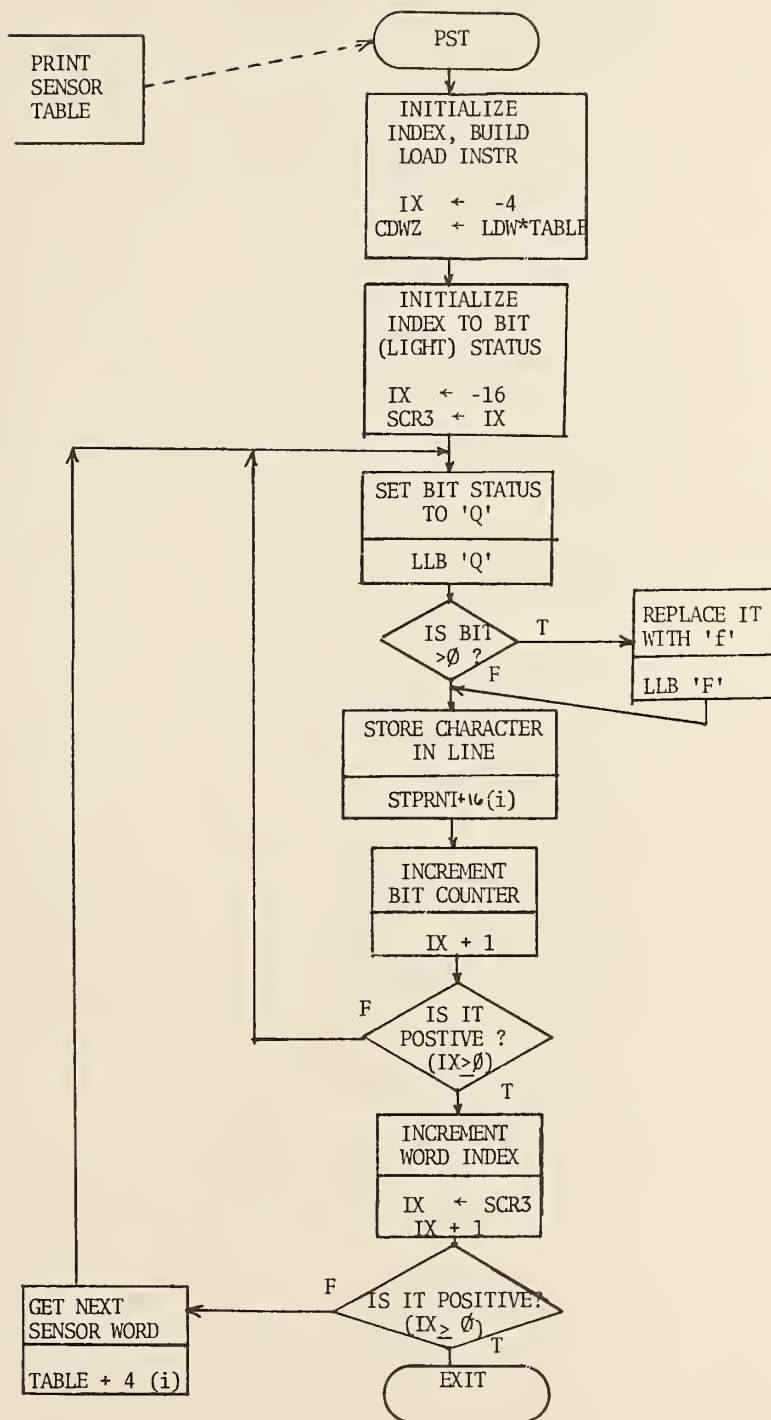 PRINT
SENSOR
TABLE
PST
INITIALIZE
INDEX, BUILD
LOAD INSTR
IX ← -4
CDWZ ← LDW*TABLE
INITIALIZE
INDEX TO BIT
(LIGHT) STATUS
IX ← -16
SCR3 ← IX
SET BIT STATUS
TO 'Q'
LLB 'Q'
IS BIT
>Ø ?
T
F
REPLACE IT
WITH 'f'
LLB 'F'
STORE CHARACTER
IN LINE
STPRNT+16(i)
INCREMENT
BIT COUNTER
IX + 1
IS IT
POSTIVE ?
(IX≥Ø)
F
T
INCREMENT
WORD INDEX
IX ← SCR3
IX + 1
IS IT POSITIVE?
(IX≥ Ø)
F
T
GET NEXT
SENSOR WORD
TABLE + 4 (i)
EXIT